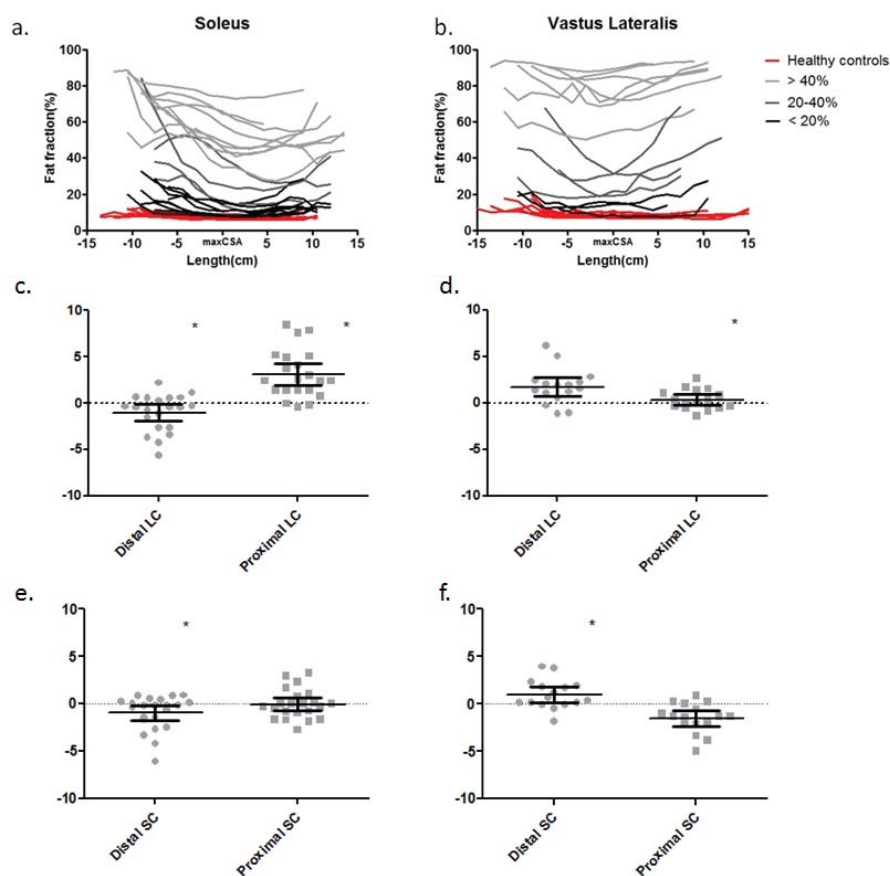 a.
Soleus
Fat fraction(%)
100
80
60
40
20
0
-15
-10
-5
maxCSA
5
10
15
Length(cm)
b.
Vastus Lateralis
Fat fraction(%)
100
80
60
40
20
0
-15
-10
-5
maxCSA
5
10
15
Length(cm)
Healthy controls
> 40%
20-40%
< 20%
c.
10
5
0
-5
-10
*
*
Distal LC
Proximal LC
d.
10
5
0
-5
-10
*
Distal LC
Proximal LC
e.
10
5
0
-5
-10
*
Distal SC
Proximal SC
f.
10
5
0
-5
-10
*
Distal SC
Proximal SC